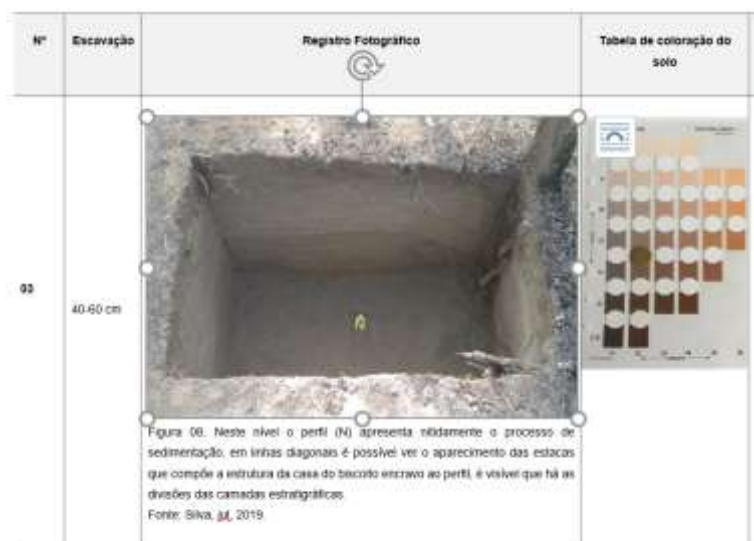 Nº Escavação Registro Fotográfico Tabela de coloração do
solo
03
40-60 cm
Figura 08. Neste nível o perfil (N) apresenta nitidamente o processo de
sedimentação, em linhas diagonais é possível ver o aparecimento das estacas
que compõe a estrutura da casa do biscoito encravo ao perfil, é visível que há as
divisões das camadas estratigráficas.
Fonte: Silva, jul, 2019.